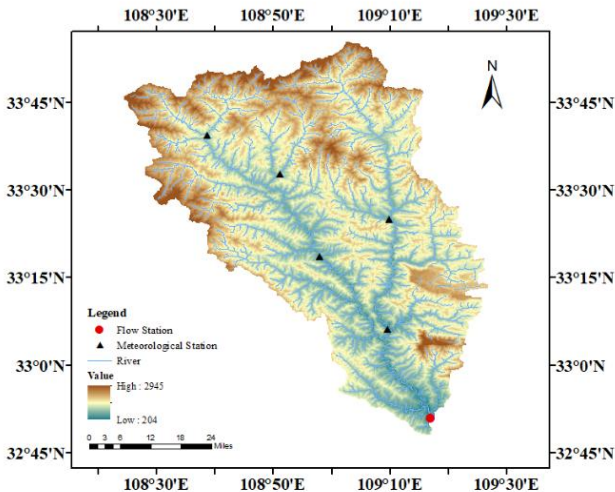 108°30'E 108°50'E 109°10'E 109°30'E
N
33°45'N 33°45'N
33°30'N 33°30'N
33°15'N 33°15'N
Legend
Flow Station
Meteorological Station
River
33°0'N 33°0'N
Value
High : 2945
Low : 204
0 3 6 12 18 24
Miles
32°45'N 32°45'N
108°30'E 108°50'E 109°10'E 109°30'E